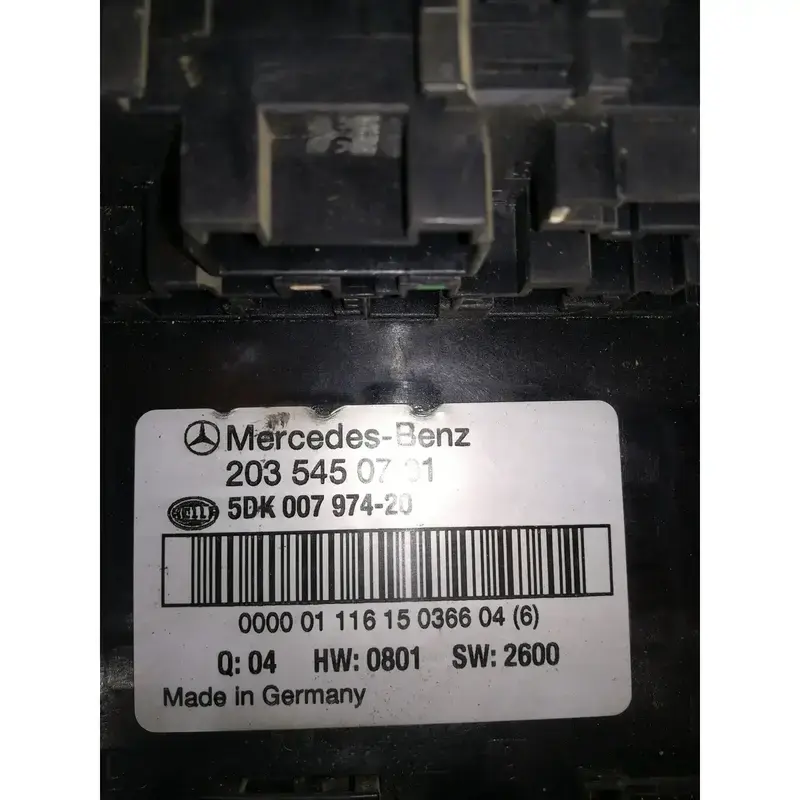 Mercedes-Benz
203 545 07 01
HELLA
5DK 007 974-20
0000 01 116 15 0366 04 (6)
Q: 04 HW: 0801 SW: 2600
Made in Germany